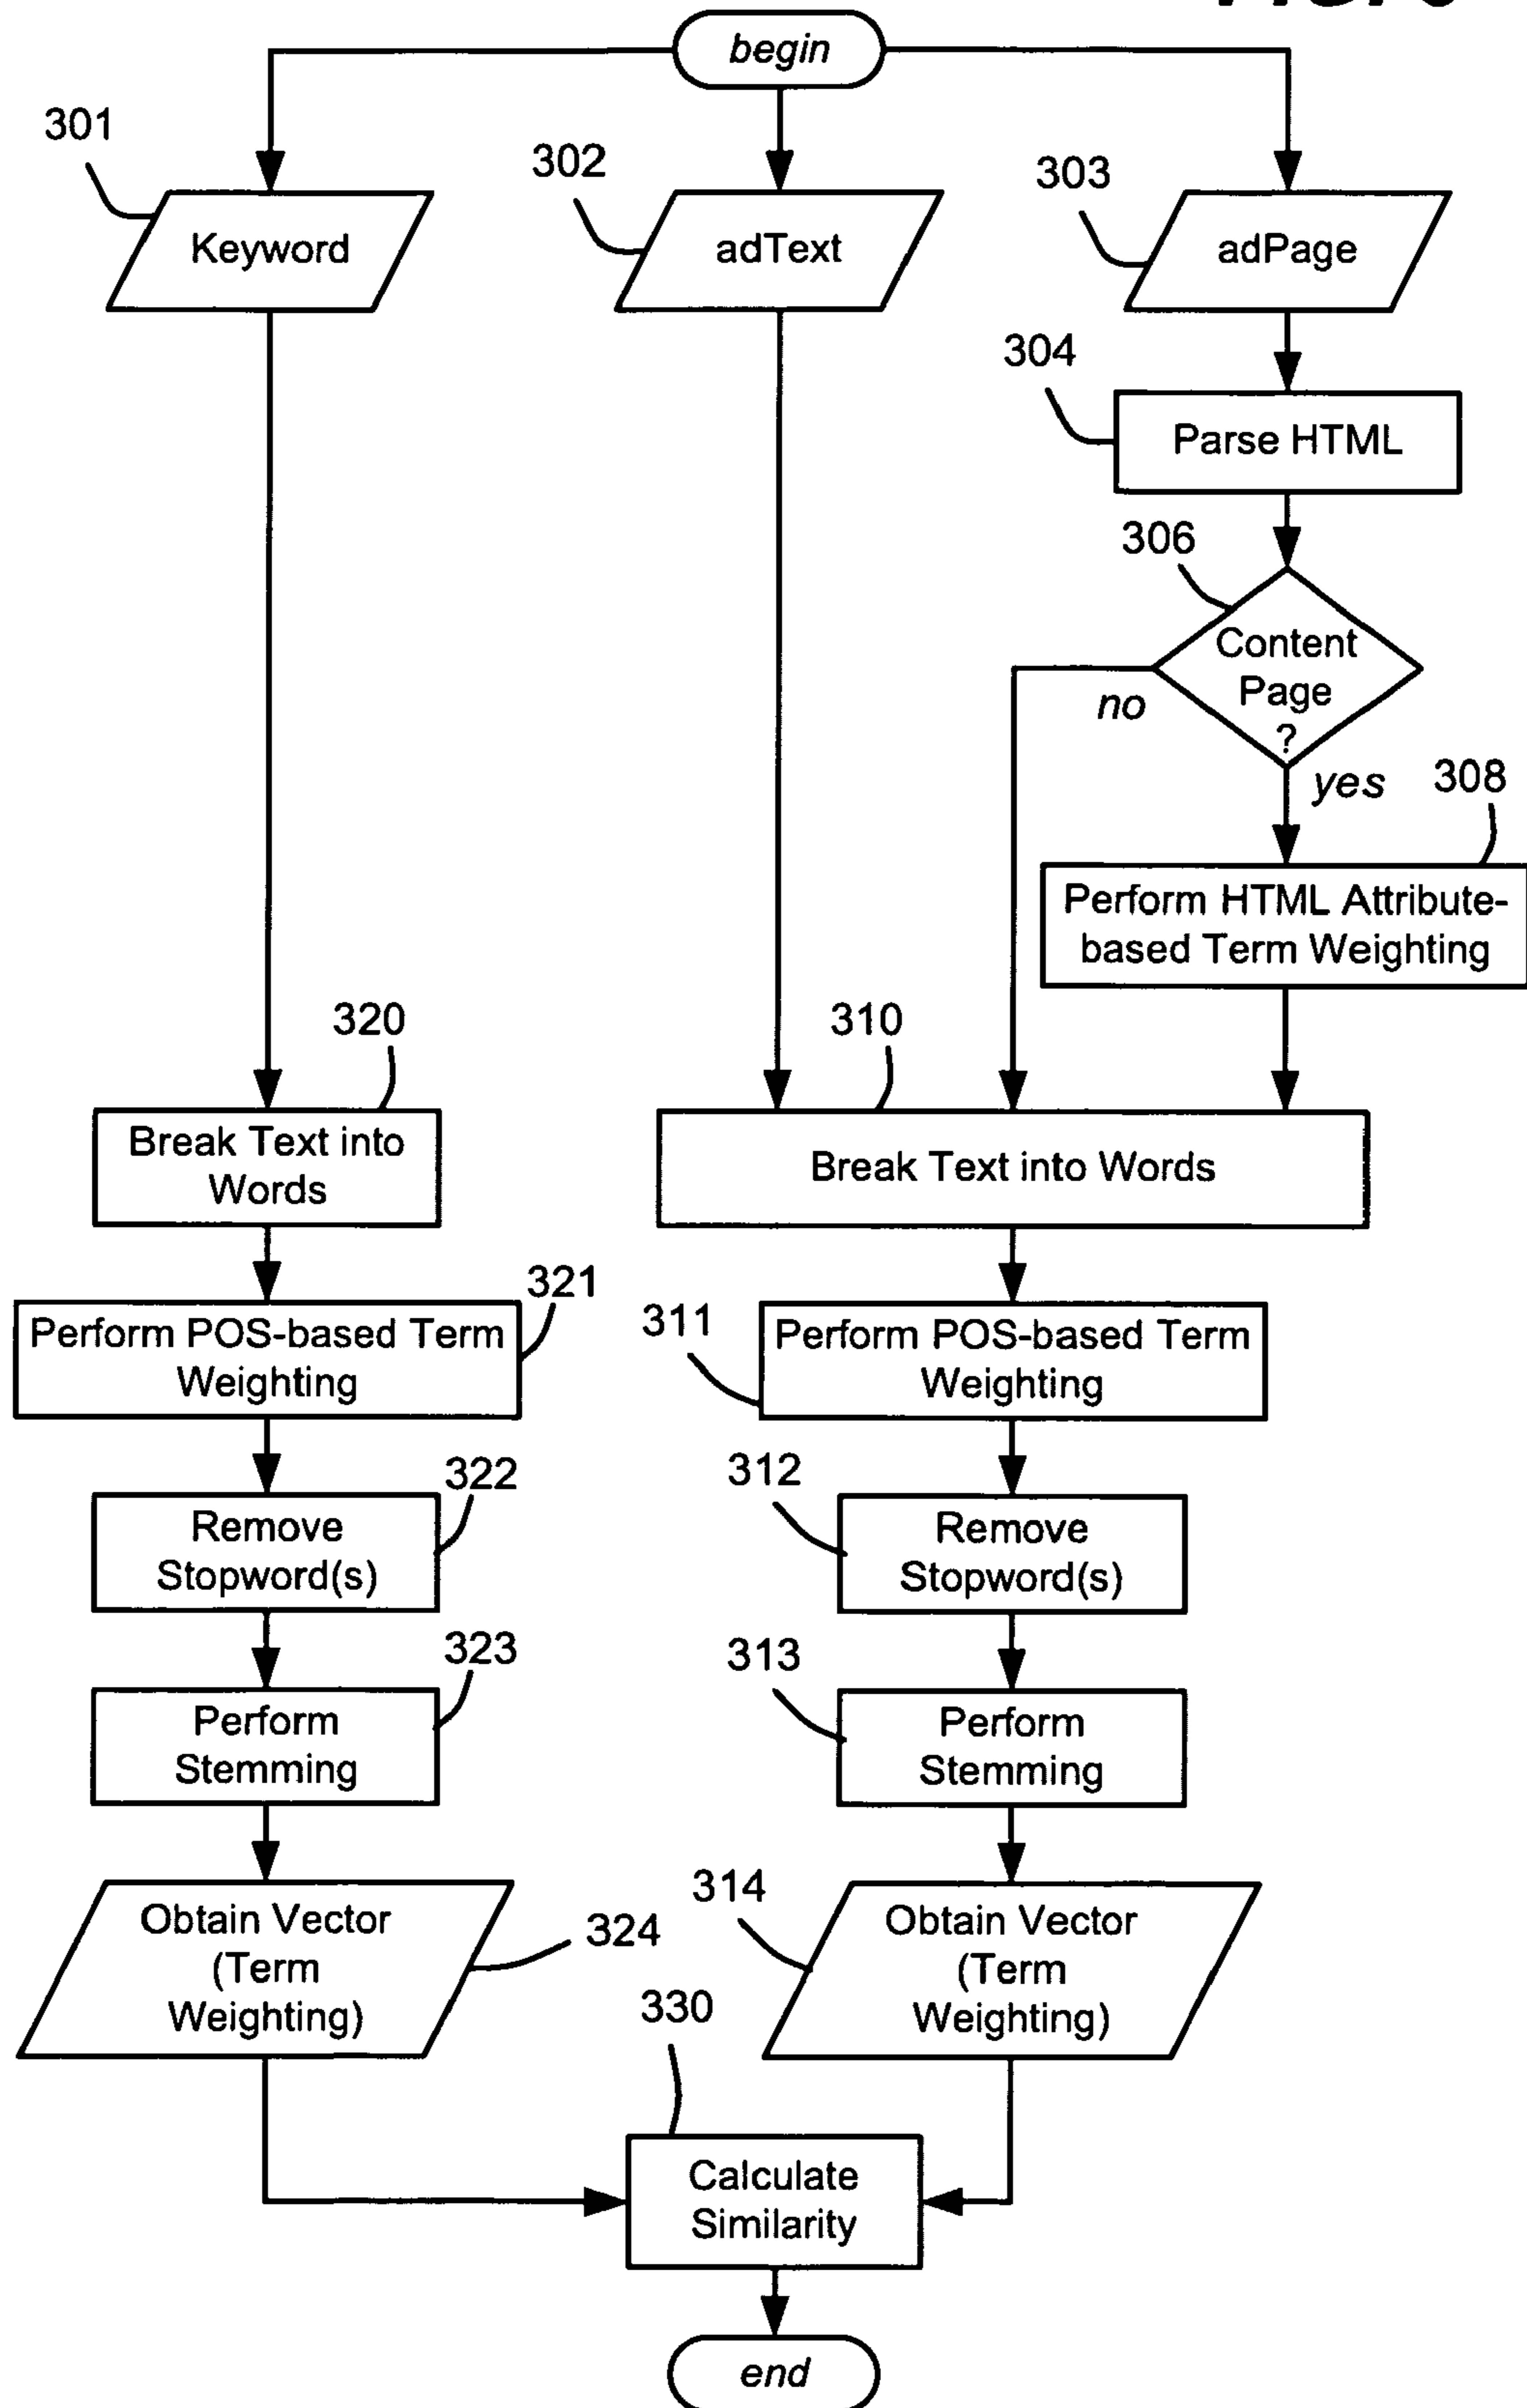 begin
301
302
303
Keyword
adText
adPage
304
Parse HTML
306
Content
Page
?
no
yes
308
Perform HTML Attribute-
based Term Weighting
320
310
Break Text into
Words
Break Text into Words
321
311
Perform POS-based Term
Weighting
Perform POS-based Term
Weighting
322
312
Remove
Stopword(s)
Remove
Stopword(s)
323
313
Perform
Stemming
Perform
Stemming
324
314
Obtain Vector
(Term
Weighting)
Obtain Vector
(Term
Weighting)
330
Calculate
Similarity
end